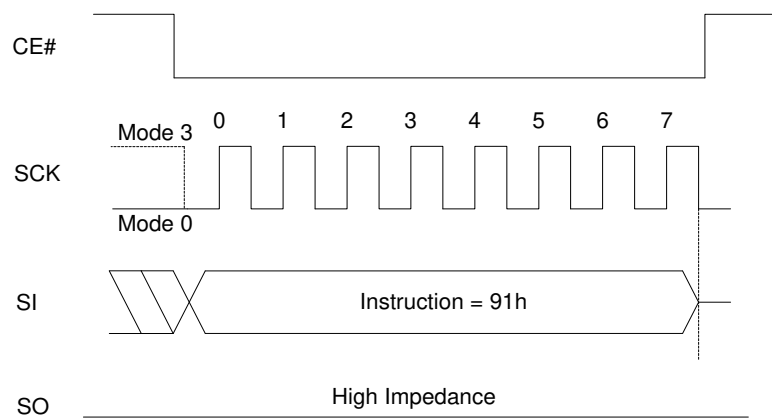 CE#
Mode 3
0 1 2 3 4 5 6 7
SCK
Mode 0
SI
Instruction = 91h
SO
High Impedance